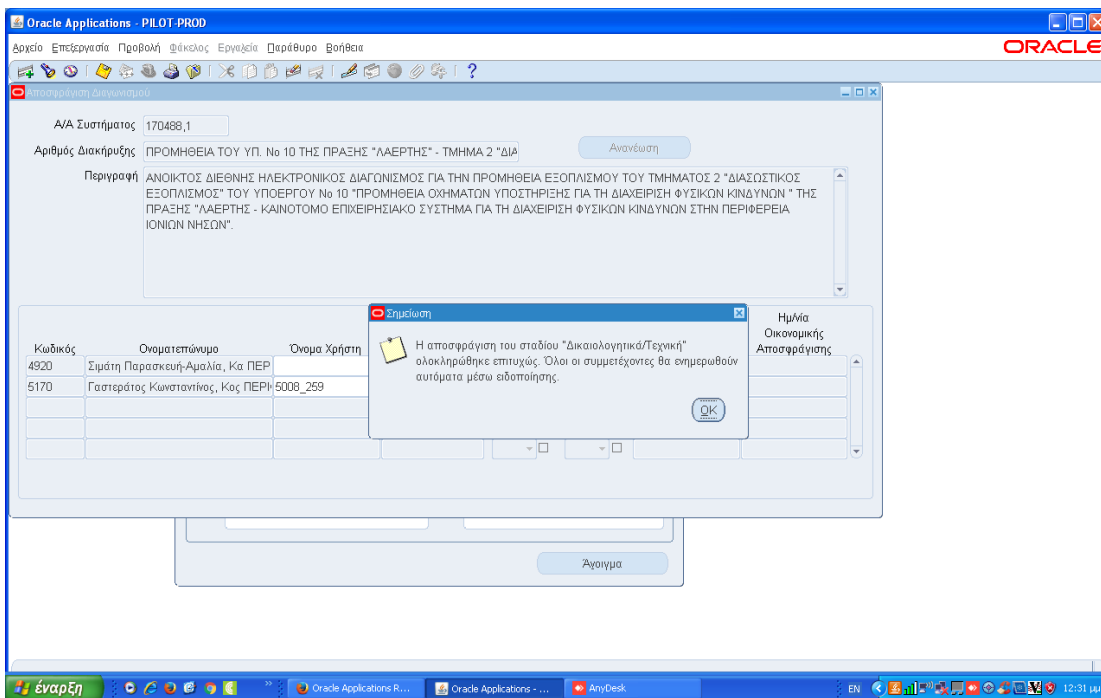 Oracle Applications - PILOT-PROD
Αρχείο Επεξεργασία Προβολή Φάκελος Εργαλεία Παράθυρο Βοήθεια
ORACLE
Αποσφράγιση Διαγωνισμού
Α/Α Συστήματος 170488,1
Αριθμός Διακήρυξης ΠΡΟΜΗΘΕΙΑ ΤΟΥ ΥΠ. Νο 10 ΤΗΣ ΠΡΑΞΗΣ "ΛΑΕΡΤΗΣ" - ΤΜΗΜΑ 2 "ΔΙΑ
Ανανέωση
Περιγραφή ΑΝΟΙΚΤΟΣ ΔΙΕΘΝΗΣ ΗΛΕΚΤΡΟΝΙΚΟΣ ΔΙΑΓΩΝΙΣΜΟΣ ΓΙΑ ΤΗΝ ΠΡΟΜΗΘΕΙΑ ΕΞΟΠΛΙΣΜΟΥ ΤΟΥ ΤΜΗΜΑΤΟΣ 2 "ΔΙΑΣΩΣΤΙΚΟΣ
ΕΞΟΠΛΙΣΜΟΣ" ΤΟΥ ΥΠΟΕΡΓΟΥ Νο 10 "ΠΡΟΜΗΘΕΙΑ ΟΧΗΜΑΤΩΝ ΥΠΟΣΤΗΡΙΞΗΣ ΓΙΑ ΤΗ ΔΙΑΧΕΙΡΙΣΗ ΦΥΣΙΚΩΝ ΚΙΝΔΥΝΩΝ " ΤΗΣ
ΠΡΑΞΗΣ "ΛΑΕΡΤΗΣ - ΚΑΙΝΟΤΟΜΟ ΕΠΙΧΕΙΡΗΣΙΑΚΟ ΣΥΣΤΗΜΑ ΓΙΑ ΤΗ ΔΙΑΧΕΙΡΙΣΗ ΦΥΣΙΚΩΝ ΚΙΝΔΥΝΩΝ ΣΤΗΝ ΠΕΡΙΦΕΡΕΙΑ
ΙΟΝΙΩΝ ΝΗΣΩΝ".
Σημείωση
Η αποσφράγιση του σταδίου "Δικαιολογητικά/Τεχνική"
ολοκληρώθηκε επιτυχώς. Όλοι οι συμμετέχοντες θα ενημερωθούν
αυτόματα μέσω ειδοποίησης.
OK
Ημ/νία
Οικονομικής
Κωδικός Ονοματεπώνυμο Όνομα Χρήστη Αποσφράγισης
4920 Σιμάτη Παρασκευή-Αμαλία, Κα ΠΕΡ
5170 Γαστεράτος Κωνσταντίνος, Κος ΠΕΡΙ 5008_259
Άνοιγμα
έναρξη Oracle Applications R... Oracle Applications - ... AnyDesk EN 12:31 μμ